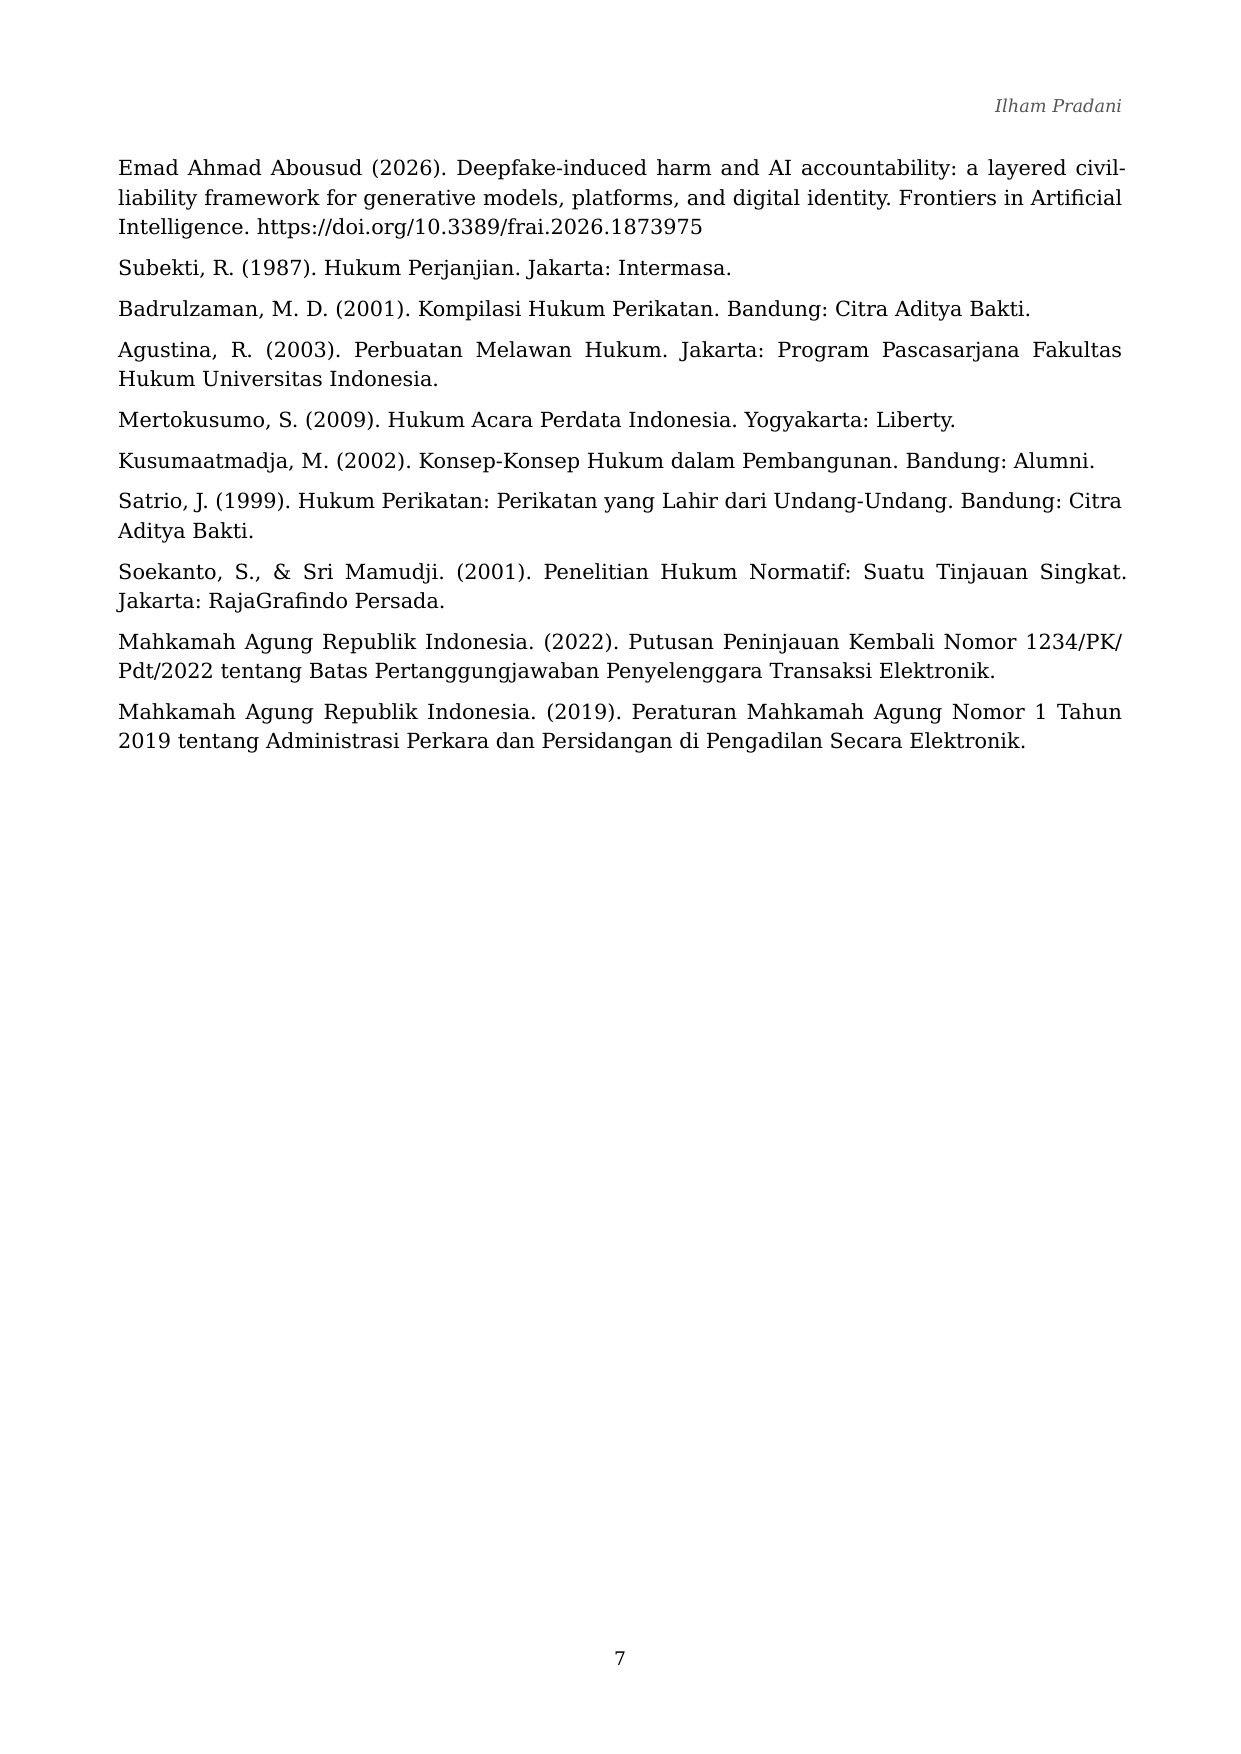 Ilham Pradani
Emad Ahmad Abousud (2026). Deepfake-induced harm and AI accountability: a layered civil-
liability framework for generative models, platforms, and digital identity. Frontiers in Artificial
Intelligence. https://doi.org/10.3389/frai.2026.1873975
Subekti, R. (1987). Hukum Perjanjian. Jakarta: Intermasa.
Badrulzaman, M. D. (2001). Kompilasi Hukum Perikatan. Bandung: Citra Aditya Bakti.
Agustina, R. (2003). Perbuatan Melawan Hukum. Jakarta: Program Pascasarjana Fakultas
Hukum Universitas Indonesia.
Mertokusumo, S. (2009). Hukum Acara Perdata Indonesia. Yogyakarta: Liberty.
Kusumaatmadja, M. (2002). Konsep-Konsep Hukum dalam Pembangunan. Bandung: Alumni.
Satrio, J. (1999). Hukum Perikatan: Perikatan yang Lahir dari Undang-Undang. Bandung: Citra
Aditya Bakti.
Soekanto, S., & Sri Mamudji. (2001). Penelitian Hukum Normatif: Suatu Tinjauan Singkat.
Jakarta: RajaGrafindo Persada.
Mahkamah Agung Republik Indonesia. (2022). Putusan Peninjauan Kembali Nomor 1234/PK/
Pdt/2022 tentang Batas Pertanggungjawaban Penyelenggara Transaksi Elektronik.
Mahkamah Agung Republik Indonesia. (2019). Peraturan Mahkamah Agung Nomor 1 Tahun
2019 tentang Administrasi Perkara dan Persidangan di Pengadilan Secara Elektronik.
7